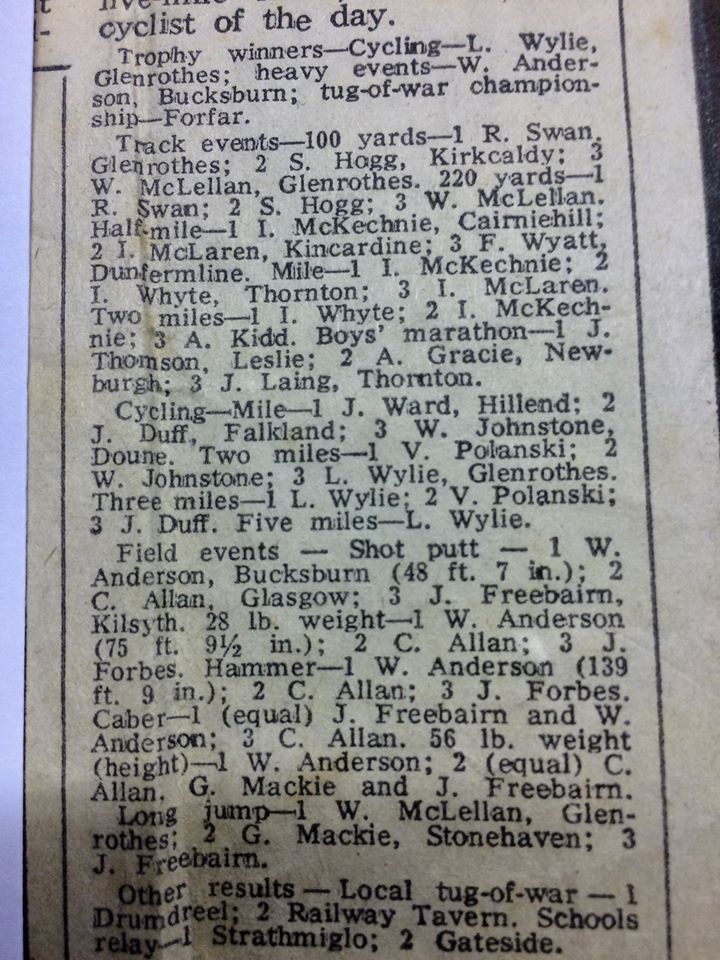 five-mile
cyclist of the day.
Trophy winners—Cycling—L. Wylie,
Glenrothes; heavy events—W. Ander-
son, Bucksburn; tug-of-war champion-
ship—Forfar.
Track events—100 yards—1 R. Swan,
Glenrothes; 2 S. Hogg, Kirkcaldy; 3
W. McLellan, Glenrothes. 220 yards—1
R. Swan; 2 S. Hogg; 3 W. McLellan.
Half-mile—1 I. McKechnie, Cairniehill;
2 I. McLaren, Kincardine; 3 F. Wyatt,
Dunfermline. Mile—1 I. McKechnie; 2
I. Whyte, Thornton; 3 I. McLaren.
Two miles—1 I. Whyte; 2 I. McKech-
nie; 3 A. Kidd. Boys' marathon—1 J.
Thomson, Leslie; 2 A. Gracie, New-
burgh; 3 J. Laing, Thornton.
Cycling—Mile—1 J. Ward, Hillend; 2
J. Duff, Falkland; 3 W. Johnstone,
Doune. Two miles—1 V. Polanski; 2
W. Johnstone; 3 L. Wylie, Glenrothes.
Three miles—1 L. Wylie; 2 V. Polanski;
3 J. Duff. Five miles—L. Wylie.
Field events — Shot putt — 1 W.
Anderson, Bucksburn (48 ft. 7 in.); 2
C. Allan, Glasgow; 3 J. Freebairn,
Kilsyth. 28 lb. weight—1 W. Anderson
(75 ft. 9½ in.); 2 C. Allan; 3 J.
Forbes. Hammer—1 W. Anderson (139
ft. 9 in.); 2 C. Allan; 3 J. Forbes.
Caber—1 (equal) J. Freebairn and W.
Anderson; 3 C. Allan. 56 lb. weight
(height)—1 W. Anderson; 2 (equal) C.
Allan, G. Mackie and J. Freebairn.
Long jump—1 W. McLellan, Glen-
rothes; 2 G. Mackie, Stonehaven; 3
J. Freebairn.
Other results — Local tug-of-war — 1
Drumdreel; 2 Railway Tavern. Schools
relay—1 Strathmiglo; 2 Gateside.